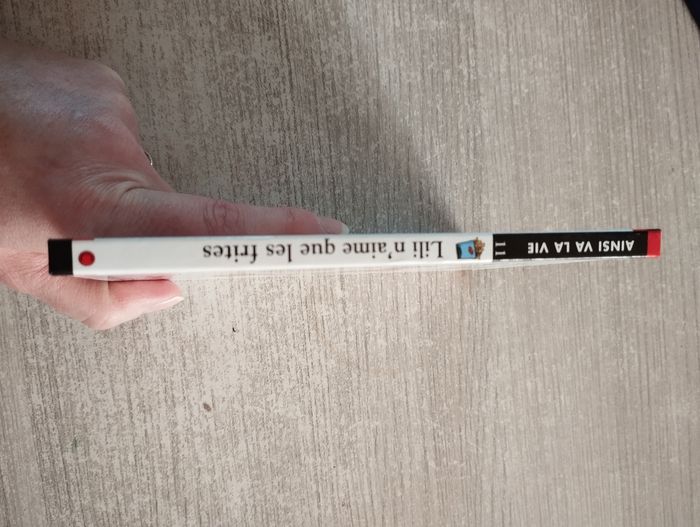 AINSI VA LA VIE
11
Lili n'aime que les frites